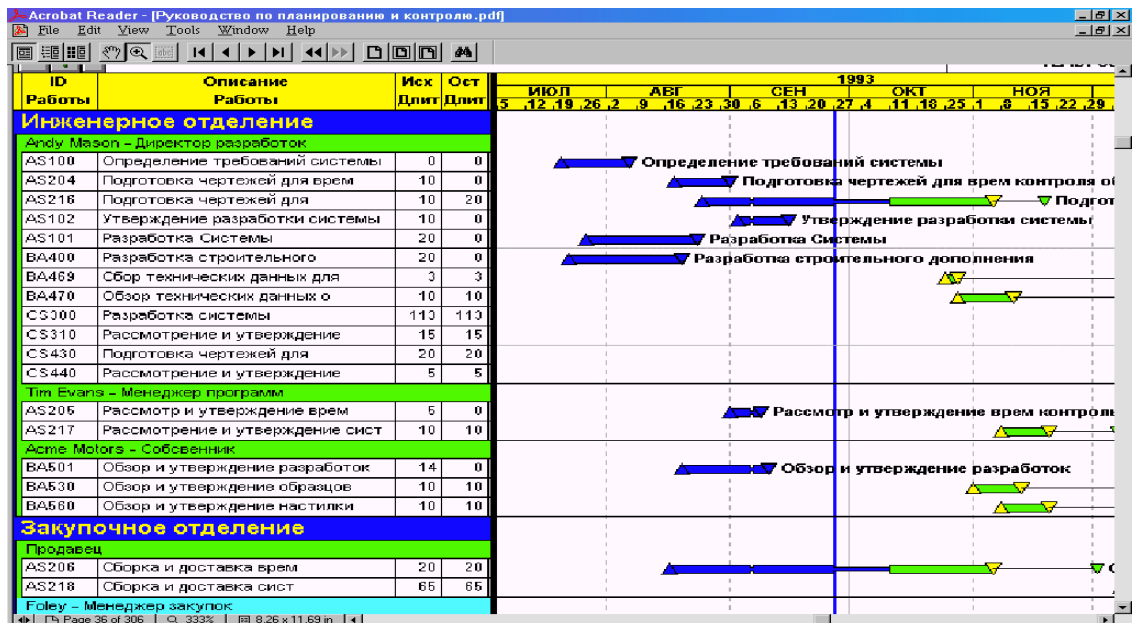 Acrobat Reader - [Руководство по планированию и контролю.pdf]
File Edit View Tools Window Help
ID Работы Описание Работы Исх Длит Ост Длит
1993
ИЮЛ АВГ СЕН ОКТ НОЯ
5 ,12 ,19 ,26 ,2 ,9 ,16 ,23 ,30 ,6 ,13 ,20 ,27 ,4 ,11 ,18 ,25 ,1 ,8 ,15 ,22 ,29
Инженерное отделение
Andy Mason – Директор разработок
AS100 Определение требований системы 0 0 Определение требований системы
AS204 Подготовка чертежей для врем 10 0 Подготовка чертежей для врем контроля об
AS216 Подготовка чертежей для 10 20 Подгот
AS102 Утверждение разработки системы 10 0 Утверждение разработки системы
AS101 Разработка Системы 20 0 Разработка Системы
BA400 Разработка строительного 20 0 Разработка строительного дополнения
BA469 Сбор технических данных для 3 3
BA470 Обзор технических данных о 10 10
CS300 Разработка системы 113 113
CS310 Рассмотрение и утверждение 15 15
CS430 Подготовка чертежей для 20 20
CS440 Рассмотрение и утверждение 5 5
Tim Evans – Менеджер программ
AS205 Рассмотр и утверждение врем 5 0 Рассмотр и утверждение врем контроль
AS217 Рассмотрение и утверждение сист 10 10
Acme Motors – Собсвенник
BA501 Обзор и утверждение разработок 14 0 Обзор и утверждение разработок
BA530 Обзор и утверждение образцов 10 10
BA560 Обзор и утверждение настилки 10 10
Закупочное отделение
Продавец
AS206 Сборка и доставка врем 20 20
AS218 Сборка и доставка сист 65 65
Foley – Менеджер закупок
Page 36 of 306 333% 8.26 x 11.69 in